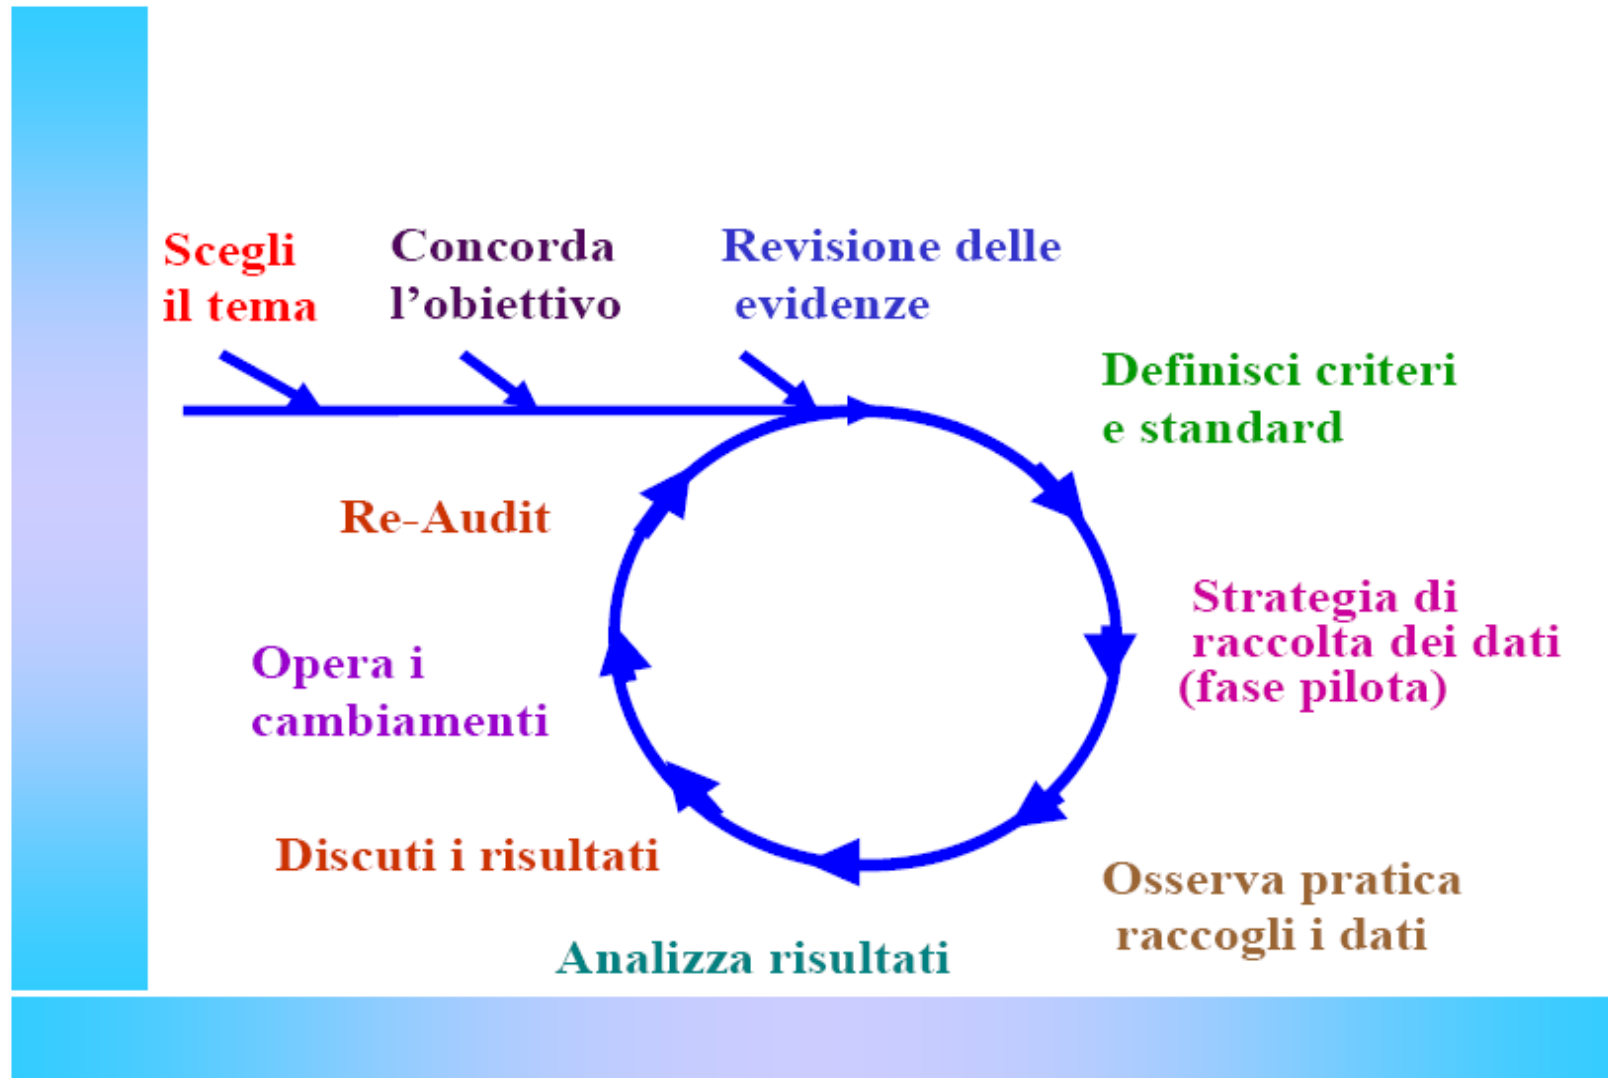 Scegli
il tema
Concorda
l’obiettivo
Revisione delle
evidenze
Definisci criteri
e standard
Strategia di
raccolta dei dati
(fase pilota)
Osserva pratica
raccogli i dati
Analizza risultati
Discuti i risultati
Opera i
cambiamenti
Re-Audit